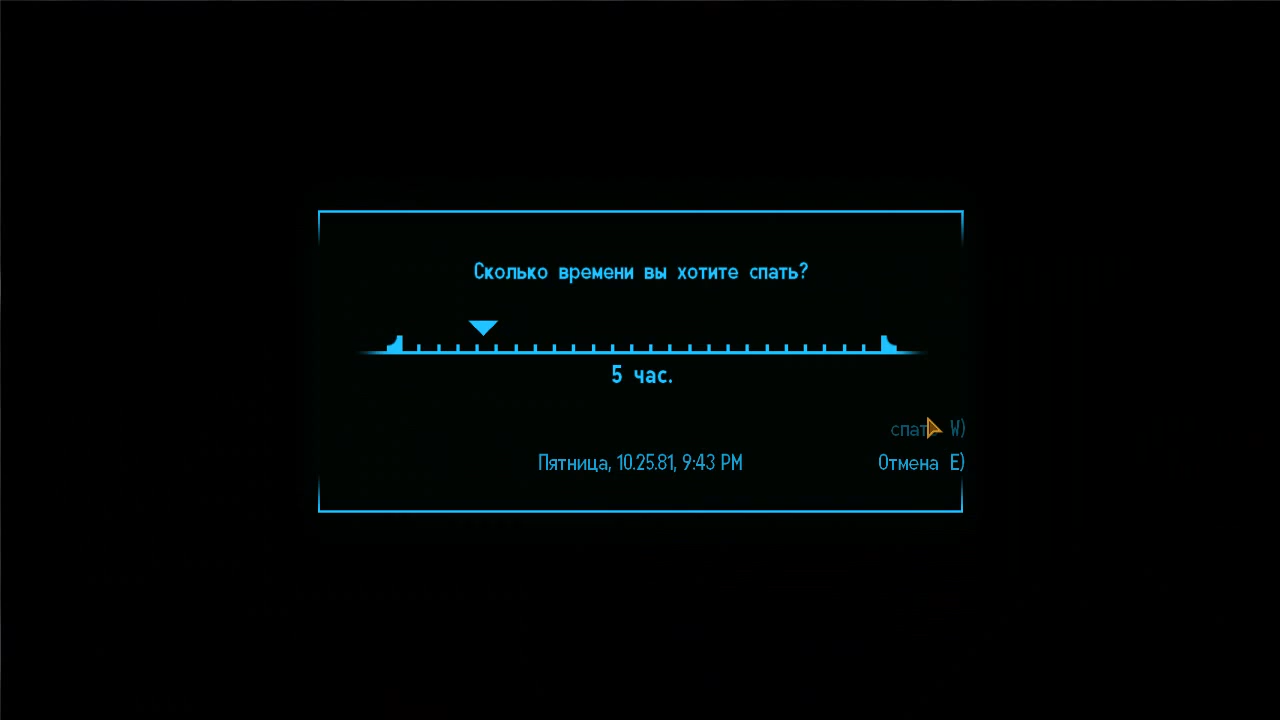 Сколько времени вы хотите спать?
5 час.
W)
Пятница, 10.25.81, 9:43 PM
Отмена E)